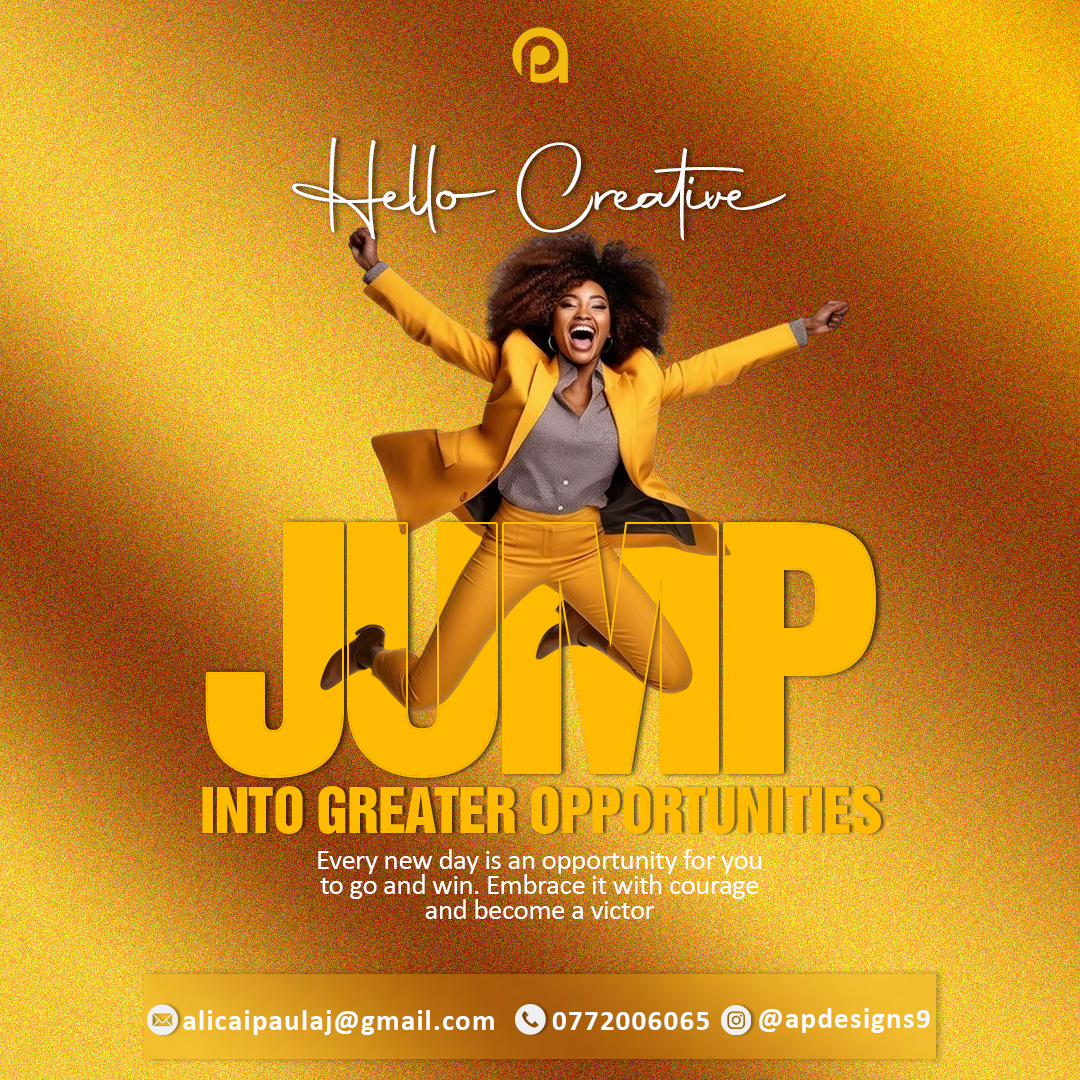 Hello Creative
JUMP
INTO GREATER OPPORTUNITIES
Every new day is an opportunity for you
to go and win. Embrace it with courage
and become a victor
alicaipaulaj@gmail.com 0772006065 @apdesigns9